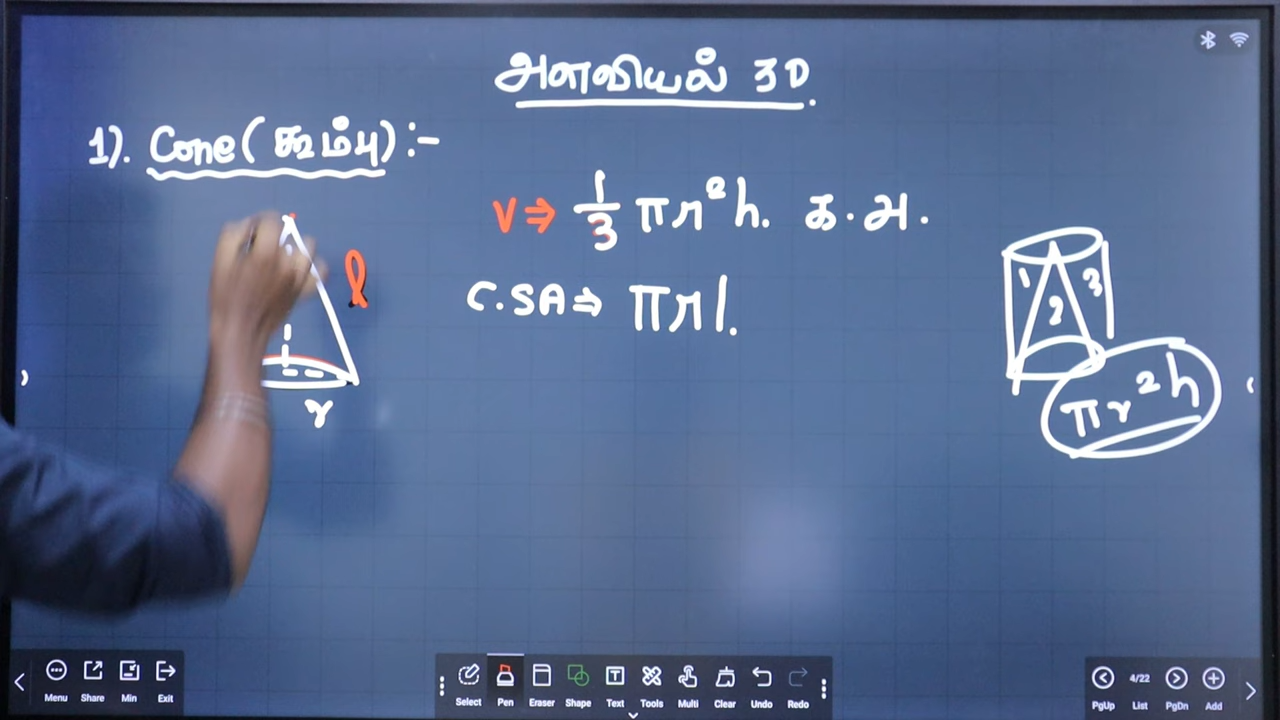 அளவியல் 3D.
1). Cone(கூம்பு):-
V⇒ 1/3 πr²h. க.அ.
C.SA⇒ πrl.
l
r
1 2 3
πr²h
Menu Share Min Exit
Select Pen Eraser Shape Text Tools Multi Clear Undo Redo
4/22
PgUp List PgDn Add